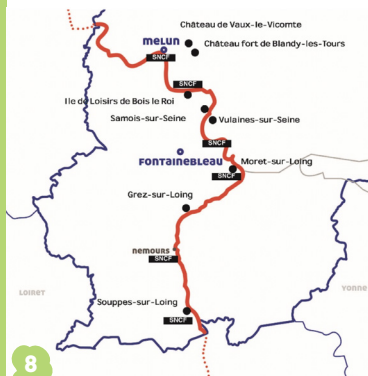 Château de Vaux-le-Vicomte
MELUN
Château fort de Blandy-les-Tours
SNCF
SNCF
Ile de Loisirs de Bois le Roi
Samois-sur-Seine
Vulaines-sur-Seine
SNCF
FONTAINEBLEAU
Moret-sur-Loing
SNCF
Grez-sur-Loing
NEMOURS
SNCF
LOIRET
YONNE
Souppes-sur-Loing
SNCF
8